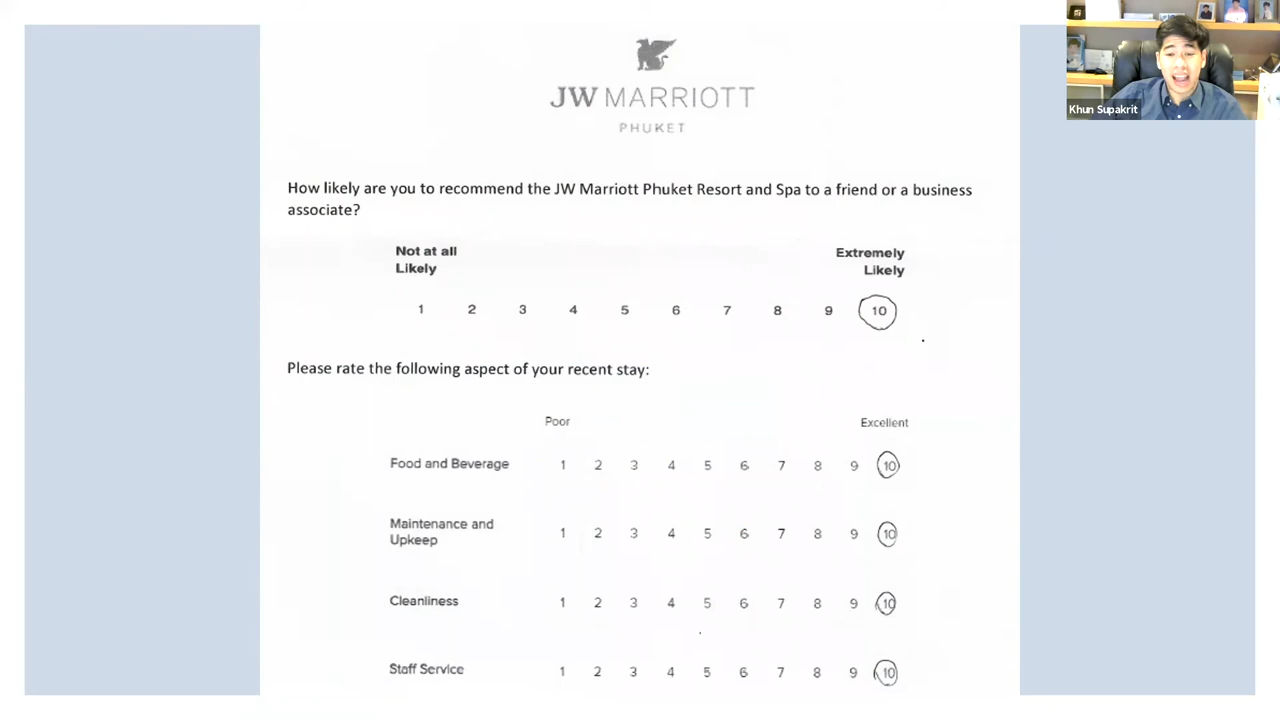 JW MARRIOTT
PHUKET
Khun Supakrit
How likely are you to recommend the JW Marriott Phuket Resort and Spa to a friend or a business
associate?
Not at all
Likely
Extremely
Likely
1 2 3 4 5 6 7 8 9 10
Please rate the following aspect of your recent stay:
Poor Excellent
Food and Beverage 1 2 3 4 5 6 7 8 9 10
Maintenance and
Upkeep 1 2 3 4 5 6 7 8 9 10
Cleanliness 1 2 3 4 5 6 7 8 9 10
Staff Service 1 2 3 4 5 6 7 8 9 10